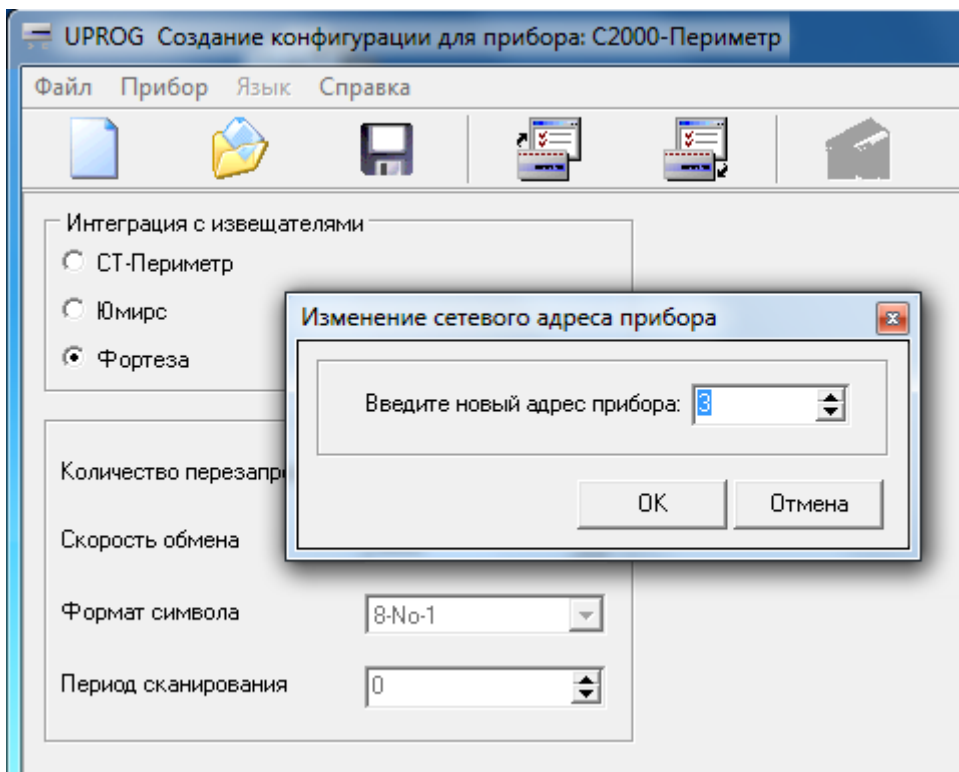 UPROG Создание конфигурации для прибора: С2000-Периметр
Файл Прибор Язык Справка
Интеграция с извещателями
СТ-Периметр
Юмирс
Фортеза
Изменение сетевого адреса прибора
Введите новый адрес прибора: 3
OK Отмена
Количество
Скорость обмена
Формат символа 8-No-1
Период сканирования 0